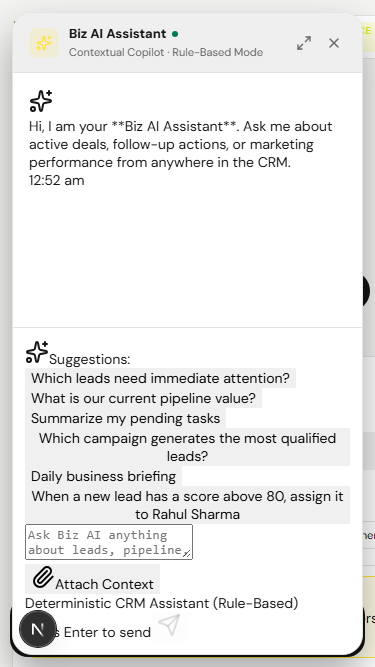 Biz AI Assistant
Contextual Copilot · Rule-Based Mode
Hi, I am your **Biz AI Assistant**. Ask me about
active deals, follow-up actions, or marketing
performance from anywhere in the CRM.
12:52 am
Suggestions:
Which leads need immediate attention?
What is our current pipeline value?
Summarize my pending tasks
Which campaign generates the most qualified
leads?
Daily business briefing
When a new lead has a score above 80, assign it
to Rahul Sharma
Ask Biz AI anything
about leads, pipeline,
Attach Context
Deterministic CRM Assistant (Rule-Based)
N
s Enter to send